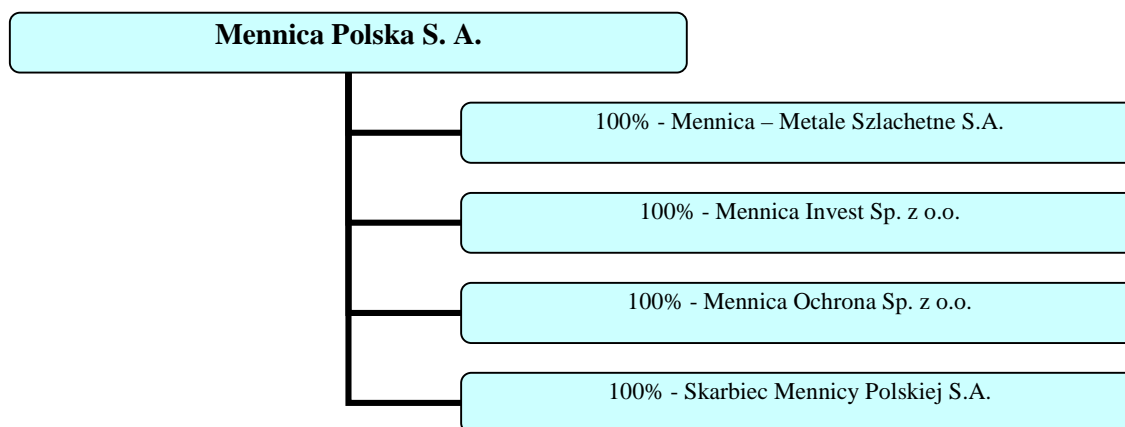 Mennica Polska S. A.
100% - Mennica – Metale Szlachetne S.A.
100% - Mennica Invest Sp. z o.o.
100% - Mennica Ochrona Sp. z o.o.
100% - Skarbiec Mennicy Polskiej S.A.